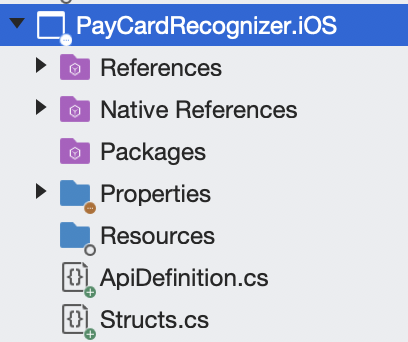 PayCardRecognizer.iOS
References
Native References
Packages
Properties
Resources
ApiDefinition.cs
Structs.cs